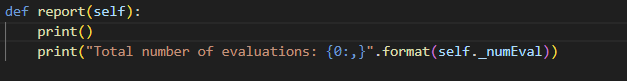 def report(self):
    print()
    print("Total number of evaluations: {0:,}".format(self._numEval))